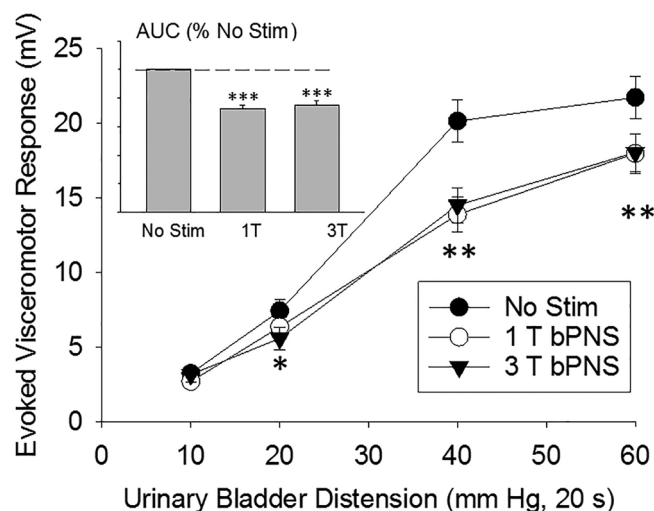 AUC (% No Stim)
*** ***
No Stim 1T 3T
Evoked Visceromotor Response (mV)
25
20
15
10
5
0
*
**
**
No Stim
1 T bPNS
3 T bPNS
0 10 20 30 40 50 60
Urinary Bladder Distension (mm Hg, 20 s)